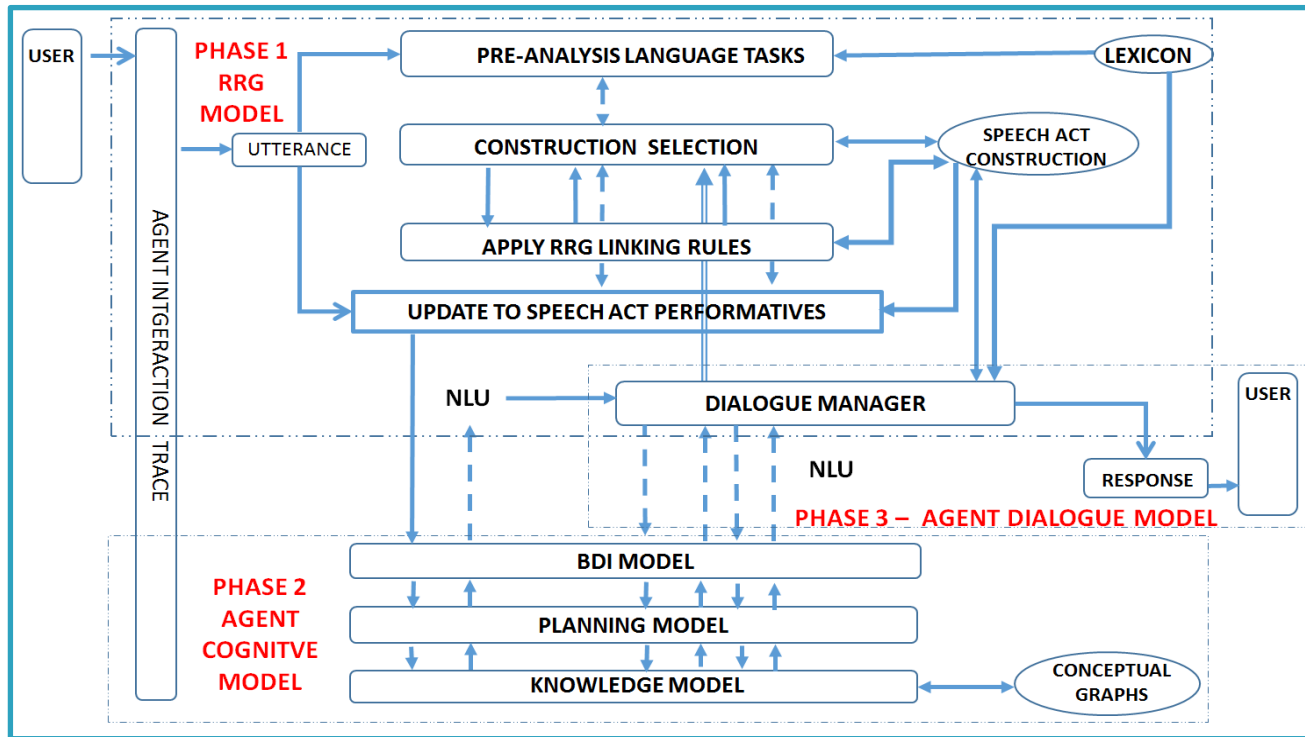 USER
PHASE 1
RRG
MODEL
PRE-ANALYSIS LANGUAGE TASKS
LEXICON
UTTERANCE
CONSTRUCTION SELECTION
SPEECH ACT
CONSTRUCTION
AGENT INTGERACTION TRACE
APPLY RRG LINKING RULES
UPDATE TO SPEECH ACT PERFORMATIVES
NLU
DIALOGUE MANAGER
USER
NLU
RESPONSE
PHASE 3 – AGENT DIALOGUE MODEL
PHASE 2
AGENT
COGNITVE
MODEL
BDI MODEL
PLANNING MODEL
KNOWLEDGE MODEL
CONCEPTUAL
GRAPHS